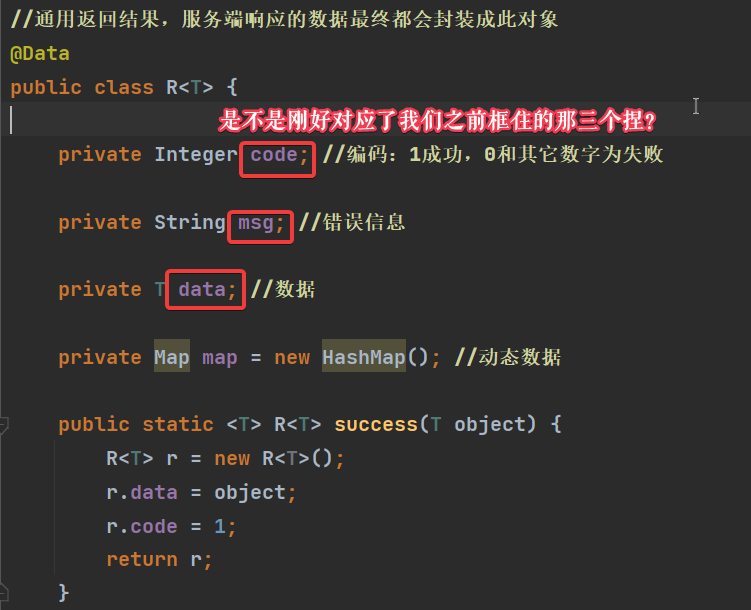 //通用返回结果，服务端响应的数据最终都会封装成此对象
@Data
public class R<T> {
是不是刚好对应了我们之前框住的那三个捏?
private Integer code; //编码：1成功，0和其它数字为失败
private String msg; //错误信息
private T data; //数据
private Map map = new HashMap(); //动态数据
public static <T> R<T> success(T object) {
R<T> r = new R<T>();
r.data = object;
r.code = 1;
return r;
}